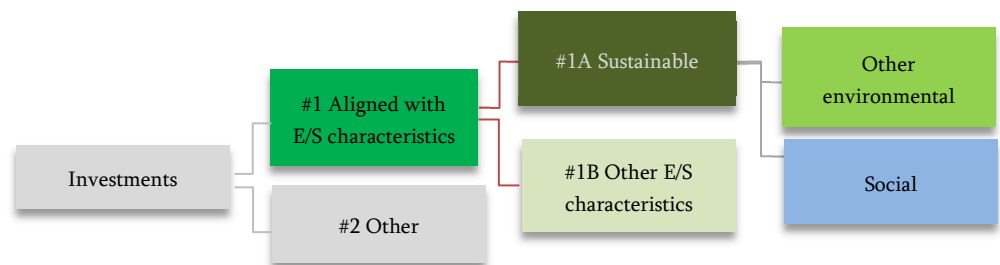 Investments
#1 Aligned with
E/S characteristics
#2 Other
#1A Sustainable
#1B Other E/S
characteristics
Other
environmental
Social